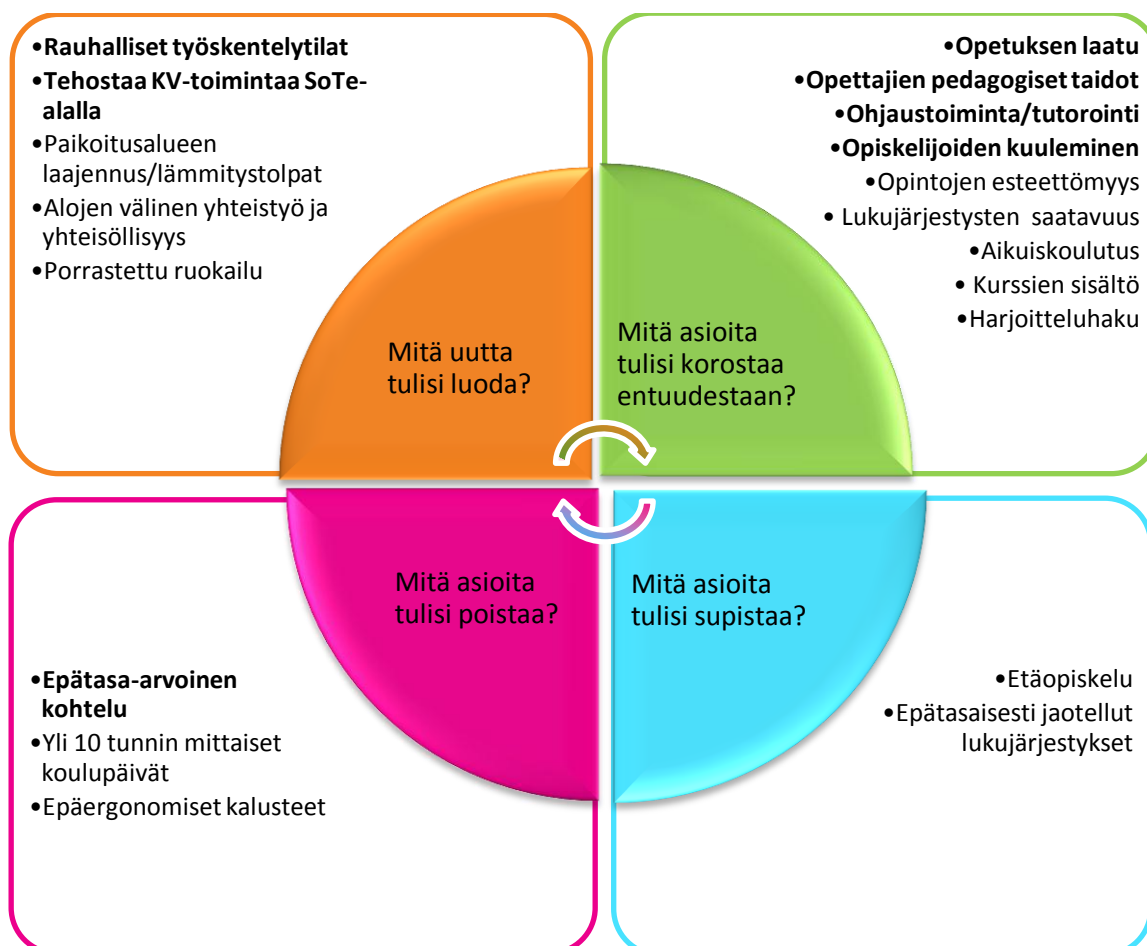 •Rauhalliset työskentelytilat
•Tehostaa KV-toimintaa SoTe-
alalla
•Paikoitusalueen
laajennus/lämmitystolpat
•Alojen välinen yhteistyö ja
yhteisöllisyys
•Porrastettu ruokailu
•Opetuksen laatu
•Opettajien pedagogiset taidot
•Ohjaustoiminta/tutorointi
•Opiskelijoiden kuuleminen
•Opintojen esteettömyys
• Lukujärjestysten saatavuus
•Aikuiskoulutus
• Kurssien sisältö
•Harjoitteluhaku
Mitä uutta
tulisi luoda?
Mitä asioita
tulisi korostaa
entuudestaan?
Mitä asioita
tulisi poistaa?
Mitä asioita
tulisi supistaa?
•Epätasa-arvoinen
kohtelu
•Yli 10 tunnin mittaiset
koulupäivät
•Epäergonomiset kalusteet
•Etäopiskelu
•Epätasaisesti jaotellut
lukujärjestykset